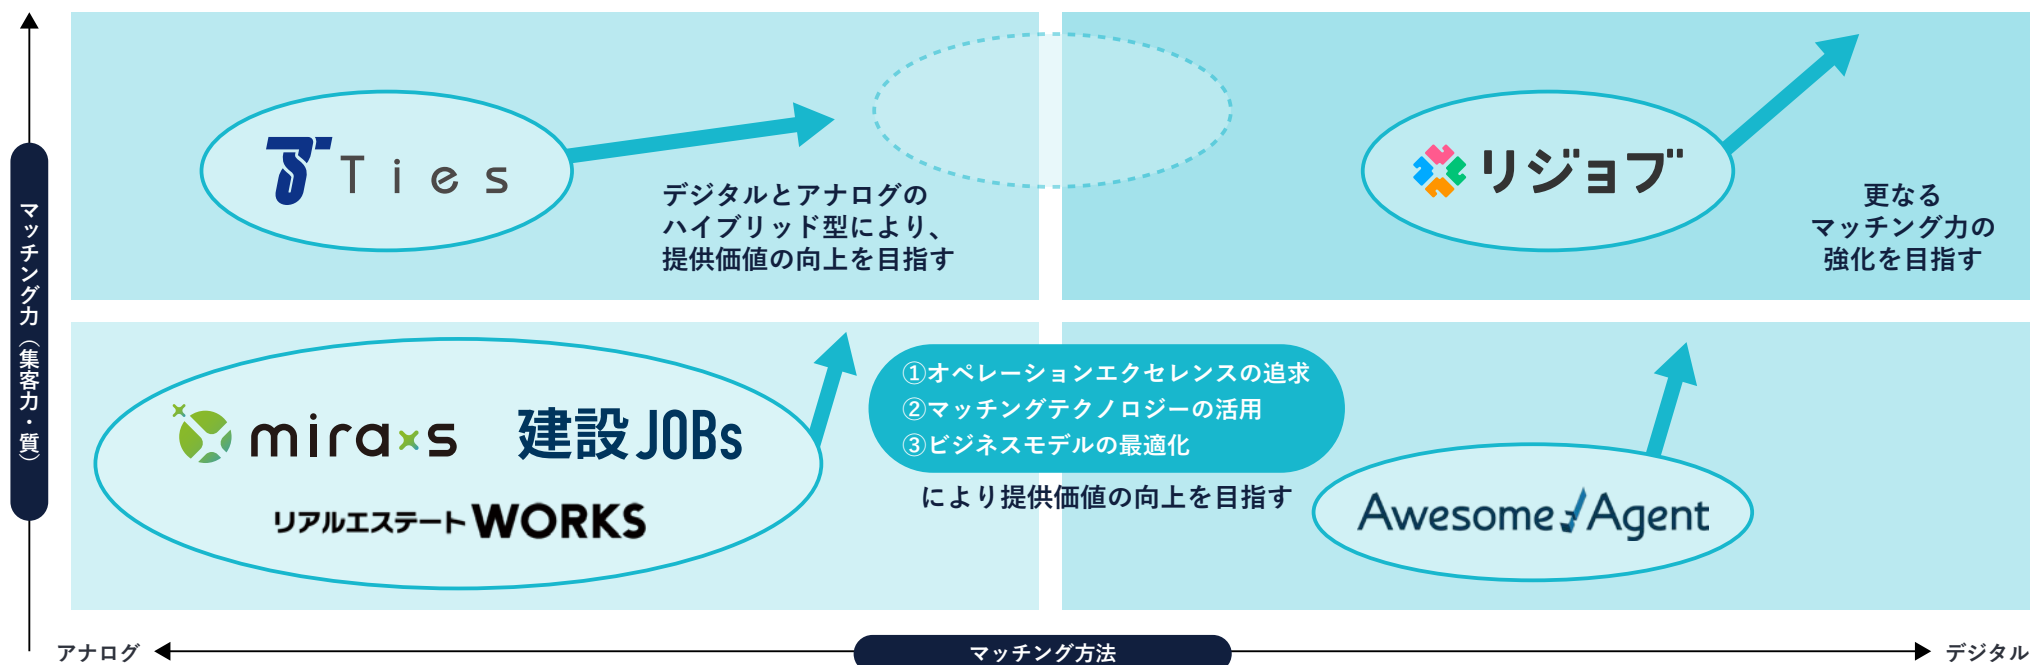 マッチング力（集客力・質）
Ties
デジタルとアナログの
ハイブリッド型により、
提供価値の向上を目指す
リジョブ
更なる
マッチング力の
強化を目指す
miraxs
建設JOBs
リアルエステートWORKS
①オペレーションエクセレンスの追求
②マッチングテクノロジーの活用
③ビジネスモデルの最適化
により提供価値の向上を目指す
Awesome Agent
アナログ
マッチング方法
デジタル